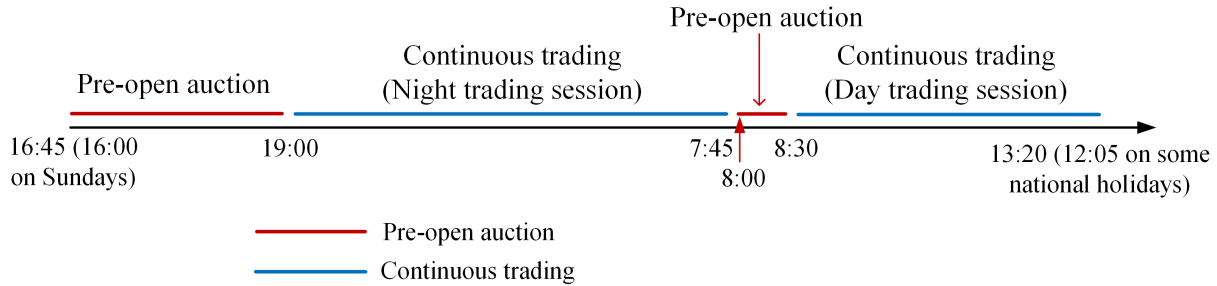 Pre-open auction
Continuous trading
(Night trading session)
Pre-open auction
Continuous trading
(Day trading session)
16:45 (16:00
on Sundays)
19:00
7:45
8:00
8:30
13:20 (12:05 on some
national holidays)
Pre-open auction
Continuous trading